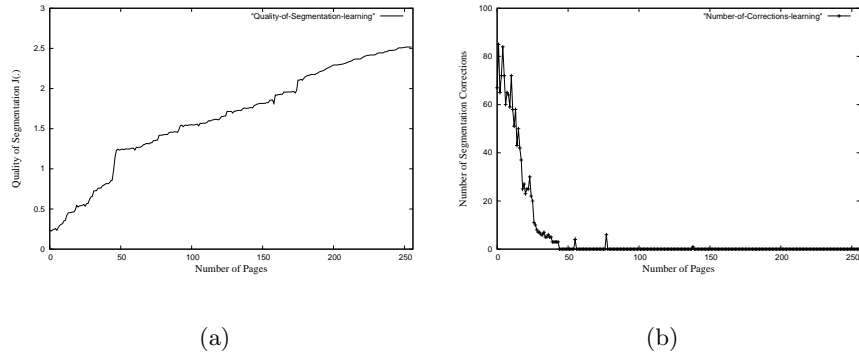 "Quality-of-Segmentation-learning"
Quality of Segmentation J(.)
3
2.5
2
1.5
1
0.5
0
0 50 100 150 200 250
Number of Pages
(a)
"Number-of-Corrections-learning"
Number of Segmentation Corrections
100
80
60
40
20
0
0 50 100 150 200 250
Number of Pages
(b)